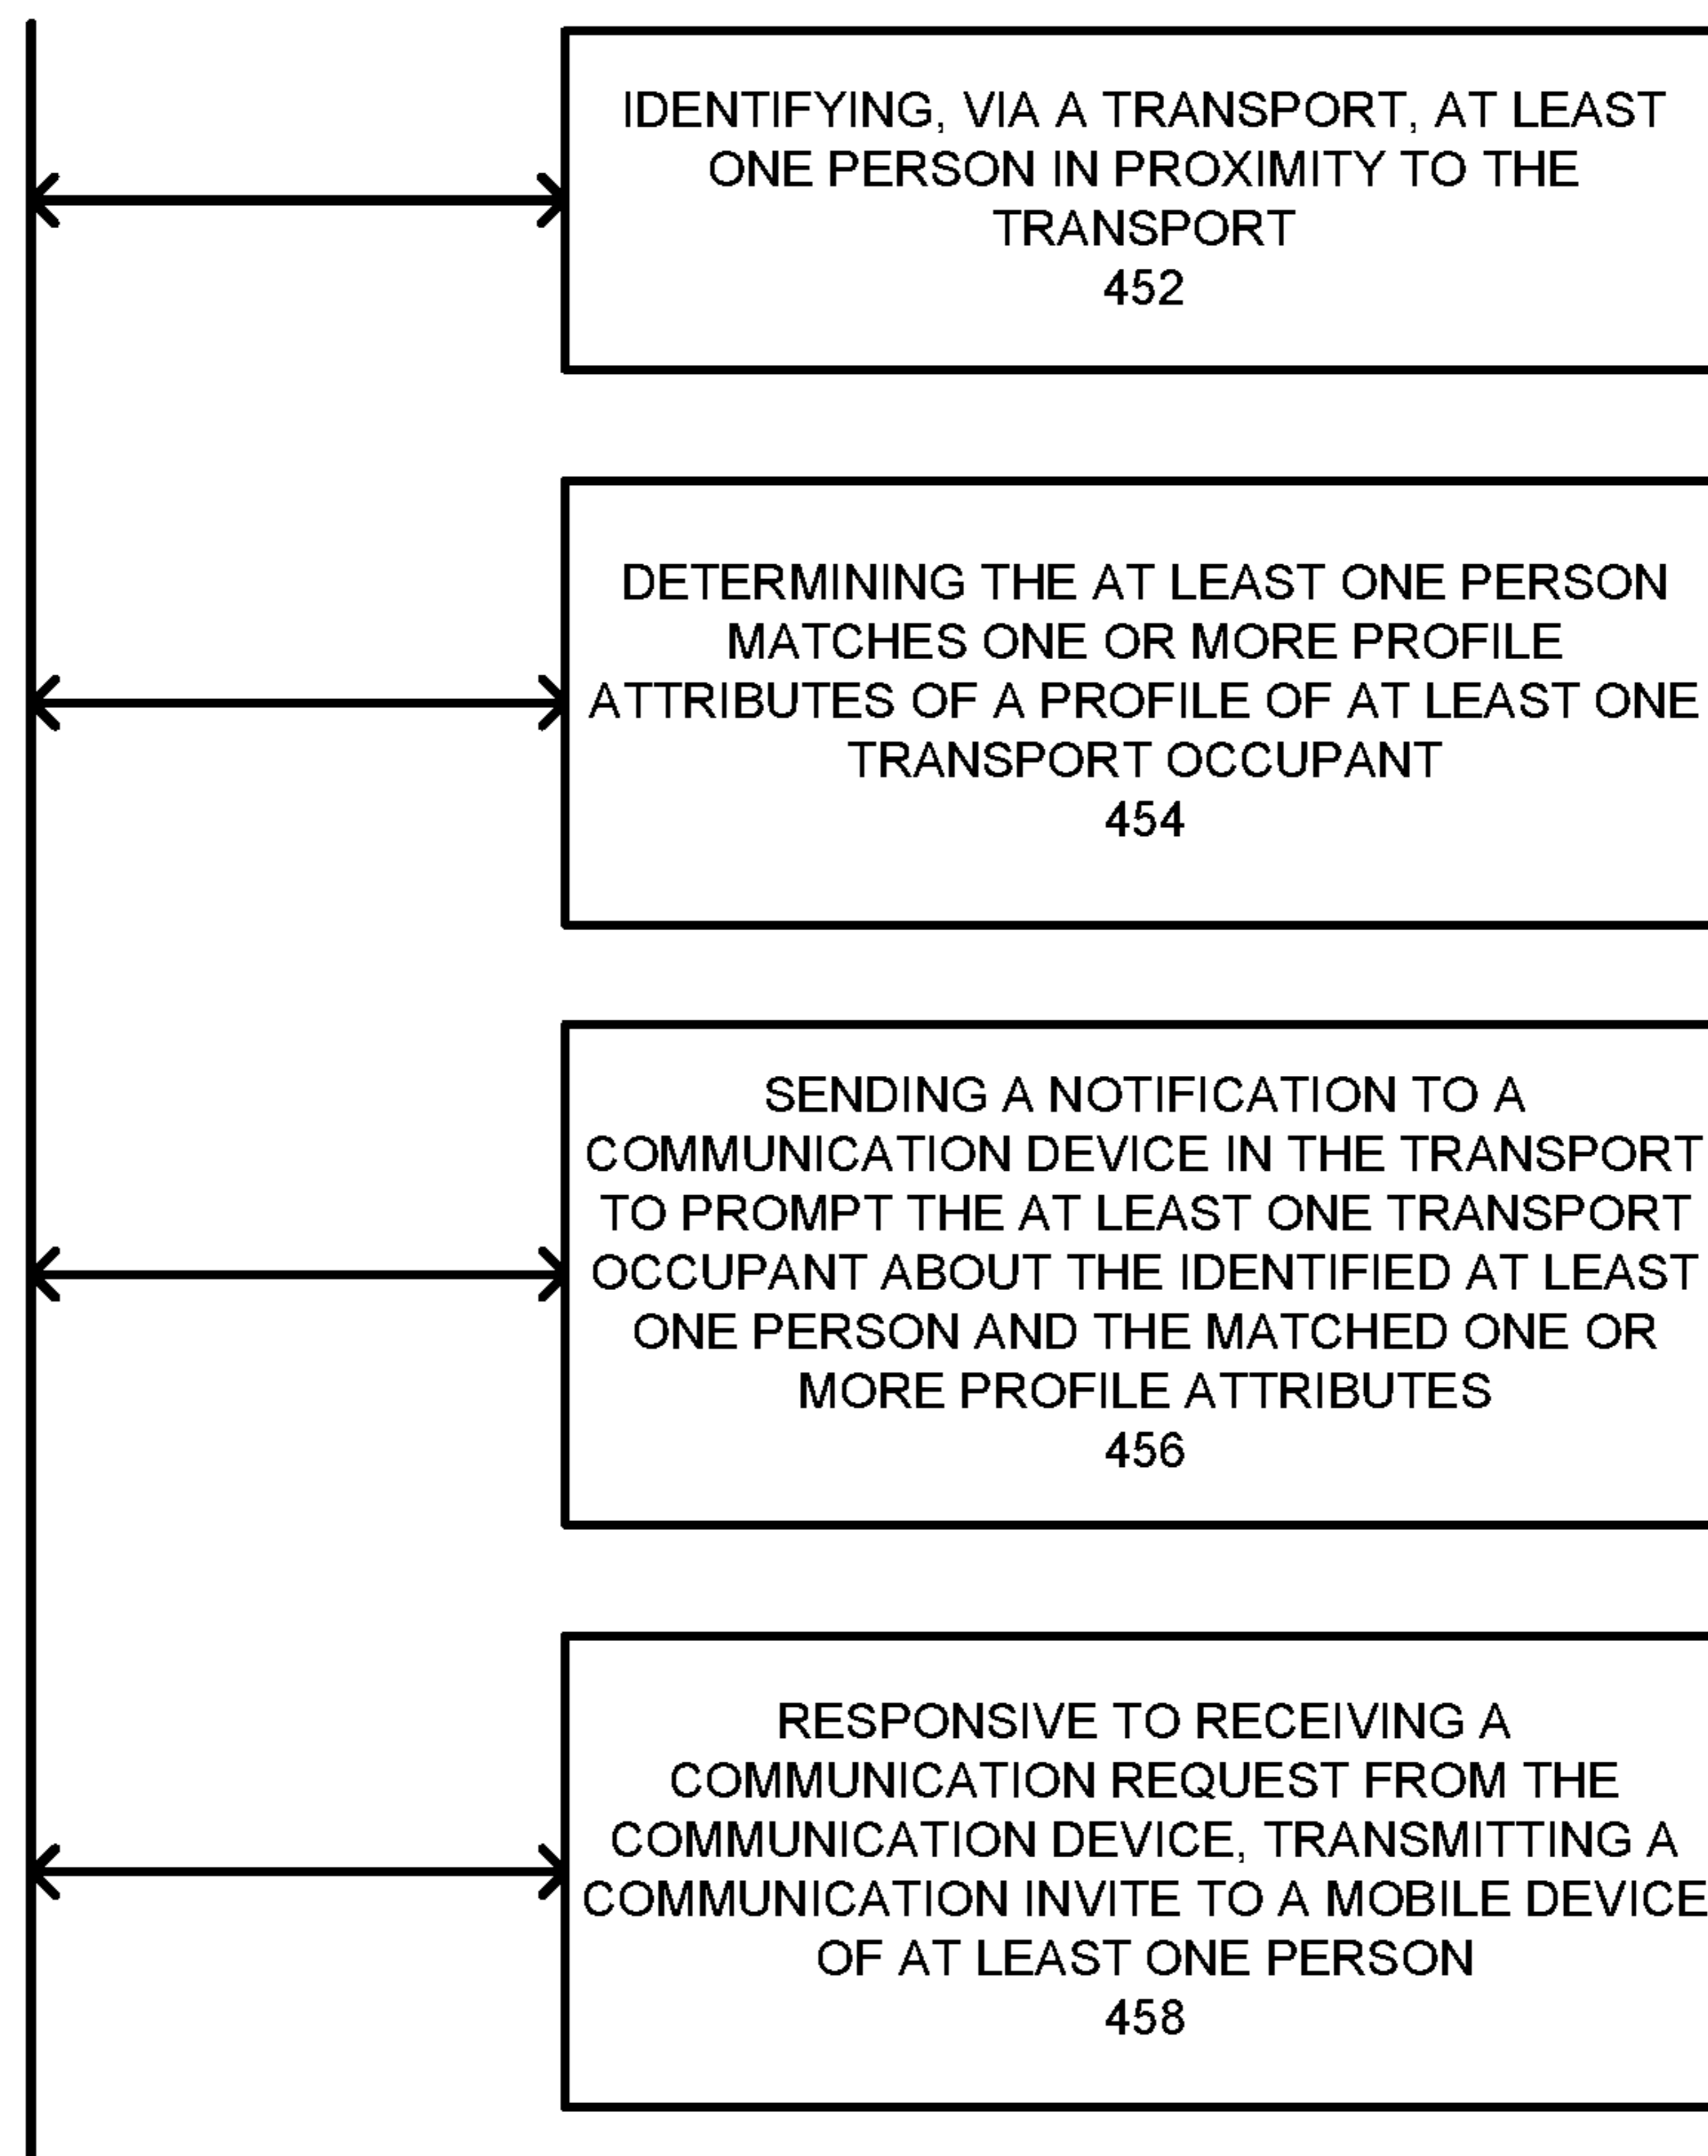 IDENTIFYING, VIA A TRANSPORT, AT LEAST
ONE PERSON IN PROXIMITY TO THE
TRANSPORT
452
DETERMINING THE AT LEAST ONE PERSON
MATCHES ONE OR MORE PROFILE
ATTRIBUTES OF A PROFILE OF AT LEAST ONE
TRANSPORT OCCUPANT
454
SENDING A NOTIFICATION TO A
COMMUNICATION DEVICE IN THE TRANSPORT
TO PROMPT THE AT LEAST ONE TRANSPORT
OCCUPANT ABOUT THE IDENTIFIED AT LEAST
ONE PERSON AND THE MATCHED ONE OR
MORE PROFILE ATTRIBUTES
456
RESPONSIVE TO RECEIVING A
COMMUNICATION REQUEST FROM THE
COMMUNICATION DEVICE, TRANSMITTING A
COMMUNICATION INVITE TO A MOBILE DEVICE
OF AT LEAST ONE PERSON
458